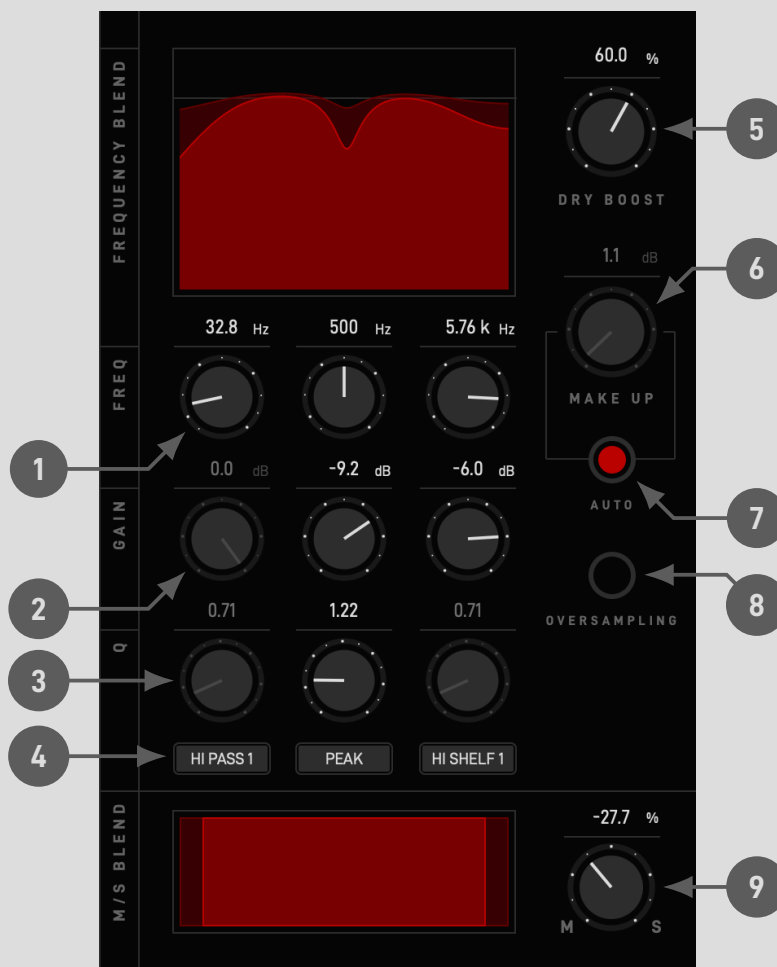 FREQUENCY BLEND
60.0 %
5
DRY BOOST
1.1 dB
6
MAKE UP
32.8 Hz
500 Hz
5.76 k Hz
FREQ
1
0.0 dB
-9.2 dB
-6.0 dB
7
AUTO
GAIN
2
0.71
1.22
0.71
8
OVERSAMPLING
Q
3
4
HI PASS 1
PEAK
HI SHELF 1
M/S BLEND
-27.7 %
9
M S